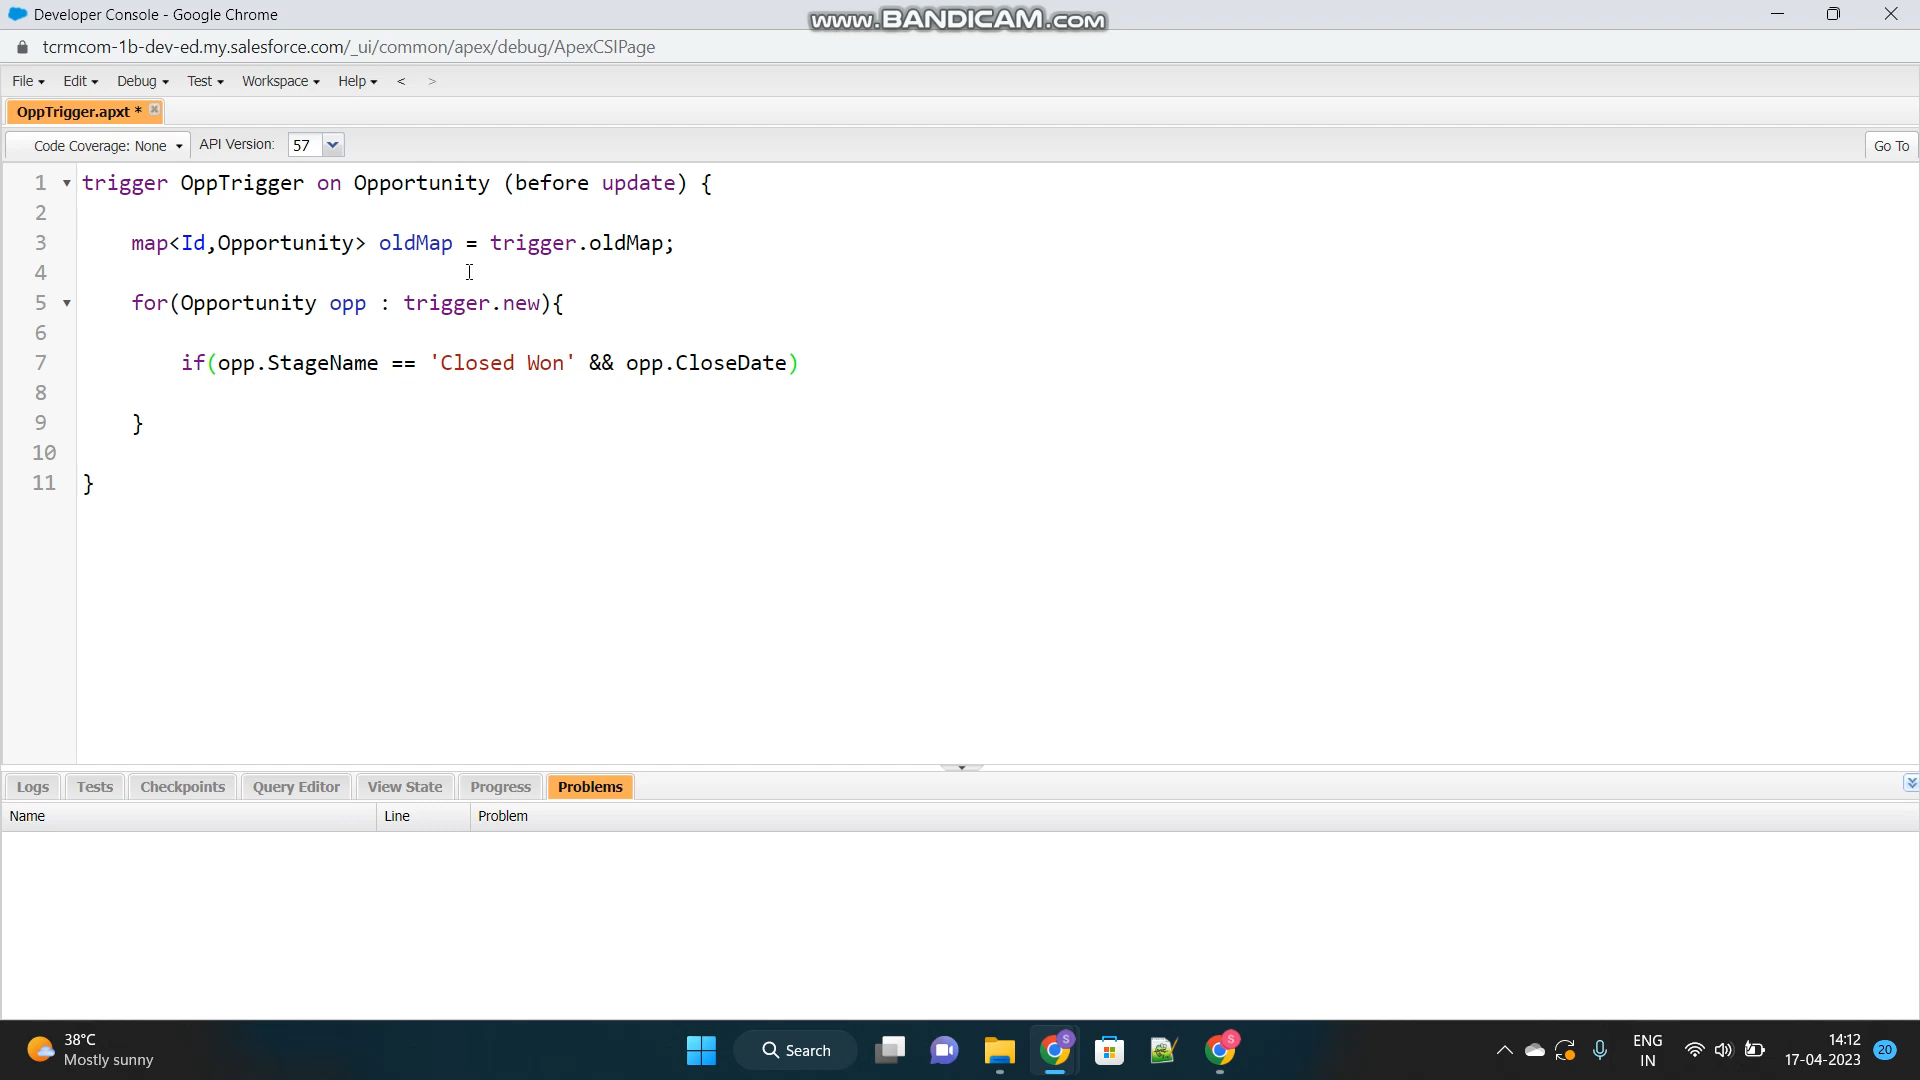 Developer Console - Google Chrome
www.BANDICAM.com
tcrmcom-1b-dev-ed.my.salesforce.com/_ui/common/apex/debug/ApexCSIPage
File Edit Debug Test Workspace Help < >
OppTrigger.apxt *
Code Coverage: None API Version: 57 Go To
1 trigger OppTrigger on Opportunity (before update) {
2
3 map<Id,Opportunity> oldMap = trigger.oldMap;
4
5 for(Opportunity opp : trigger.new){
6
7 if(opp.StageName == 'Closed Won' && opp.CloseDate)
8
9 }
10
11 }
Logs Tests Checkpoints Query Editor View State Progress Problems
Name Line Problem
38°C
Mostly sunny
Search
S
S
ENG
IN
14:12
17-04-2023
20